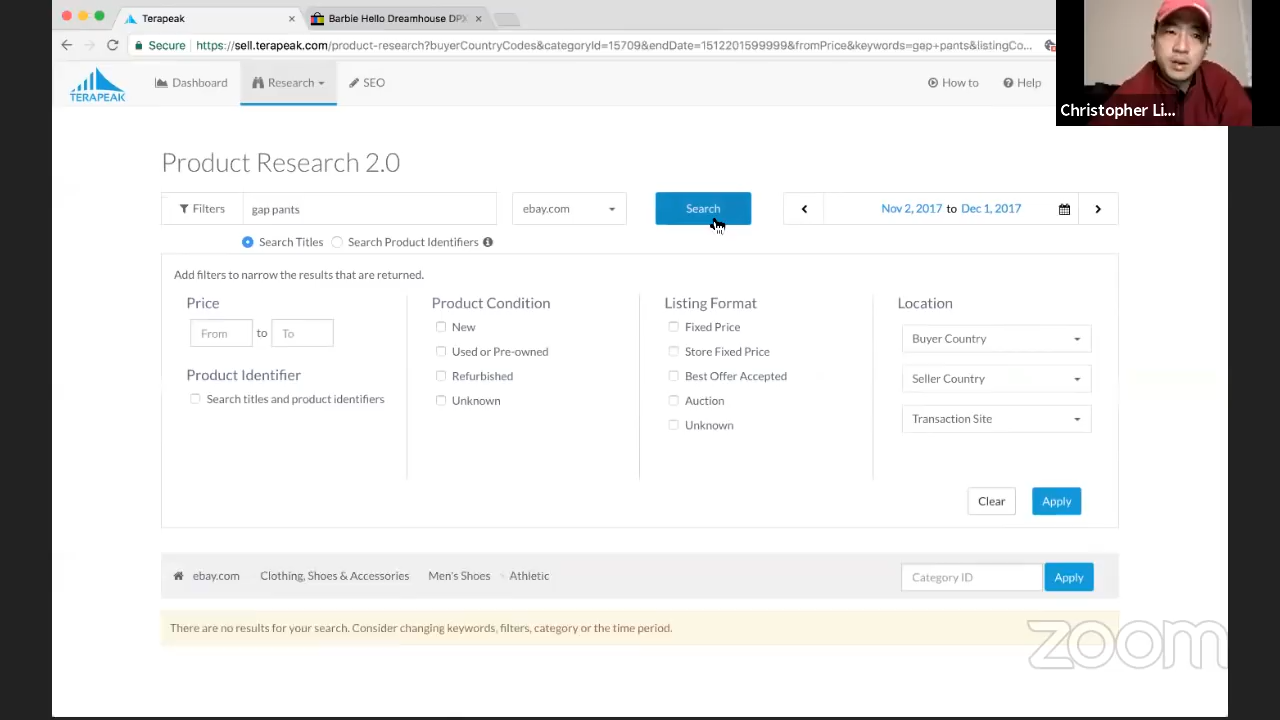 Terapeak
Barbie Hello Dreamhouse DPX
Secure
https://sell.terapeak.com/product-research?buyerCountryCodes&categoryId=15709&endDate=1512201599999&fromPrice&keywords=gap+pants&listingCo...
TERAPEAK
Dashboard
Research
SEO
How to
Help
Christopher Li...
Product Research 2.0
Filters
gap pants
ebay.com
Search
Nov 2, 2017 to Dec 1, 2017
Search Titles
Search Product Identifiers
Add filters to narrow the results that are returned.
Price
From
to
To
Product Identifier
Search titles and product identifiers
Product Condition
New
Used or Pre-owned
Refurbished
Unknown
Listing Format
Fixed Price
Store Fixed Price
Best Offer Accepted
Auction
Unknown
Location
Buyer Country
Seller Country
Transaction Site
Clear
Apply
ebay.com
Clothing, Shoes & Accessories
Men's Shoes
Athletic
Category ID
Apply
There are no results for your search. Consider changing keywords, filters, category or the time period.
zoom